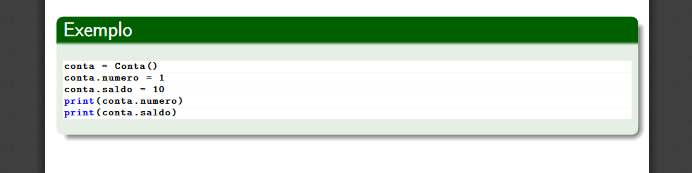 Exemplo
conta = Conta()
conta.numero = 1
conta.saldo = 10
print(conta.numero)
print(conta.saldo)